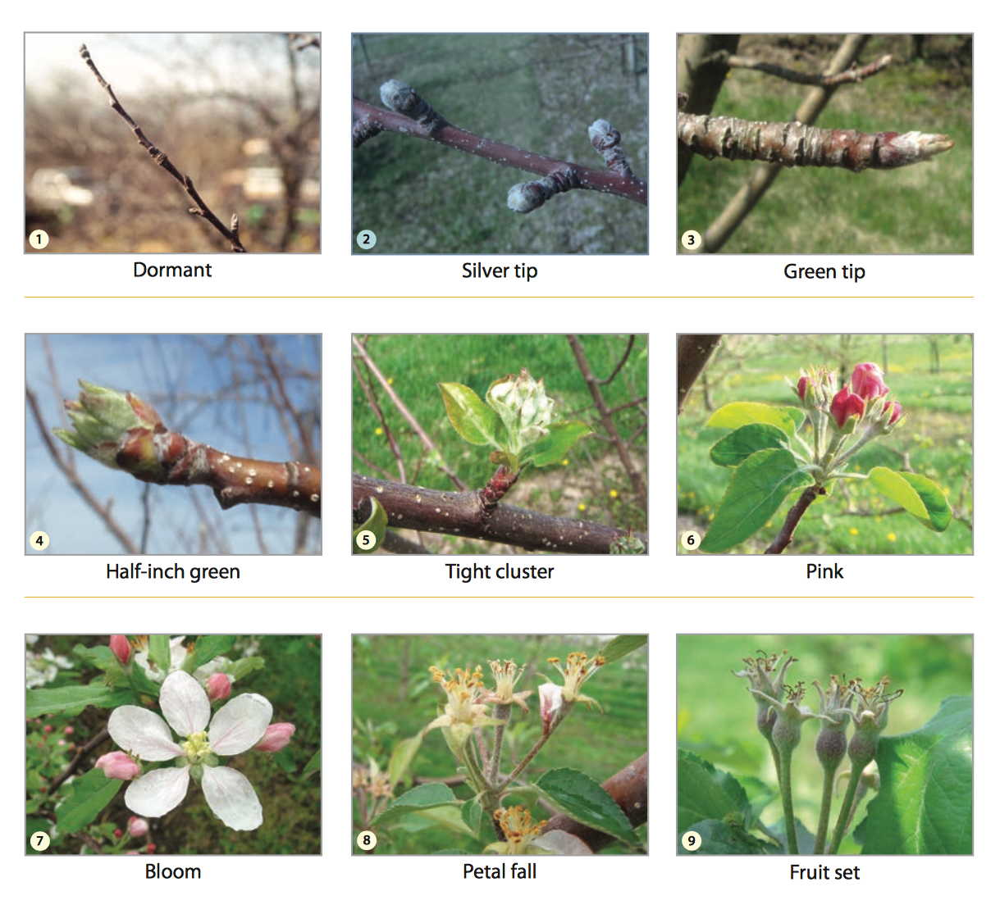 1
2
3
Dormant
Silver tip
Green tip
4
5
6
Half-inch green
Tight cluster
Pink
7
8
9
Bloom
Petal fall
Fruit set